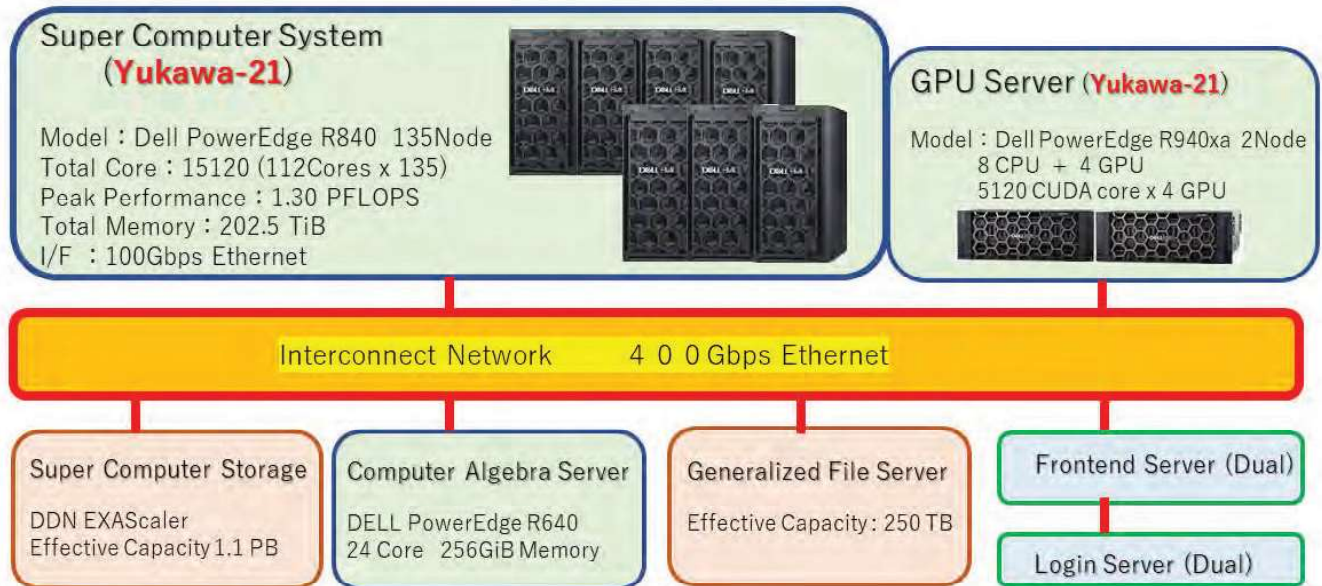 Super Computer System
(Yukawa-21)
Model：Dell PowerEdge R840 135Node
Total Core：15120 (112Cores x 135)
Peak Performance：1.30 PFLOPS
Total Memory：202.5 TiB
I/F ：100Gbps Ethernet
GPU Server (Yukawa-21)
Model：Dell PowerEdge R940xa 2Node
8 CPU + 4 GPU
5120 CUDA core x 4 GPU
Interconnect Network ４００Gbps Ethernet
Super Computer Storage
DDN EXAScaler
Effective Capacity 1.1 PB
Computer Algebra Server
DELL PowerEdge R640
24 Core 256GiB Memory
Generalized File Server
Effective Capacity：250 TB
Frontend Server (Dual)
Login Server (Dual)